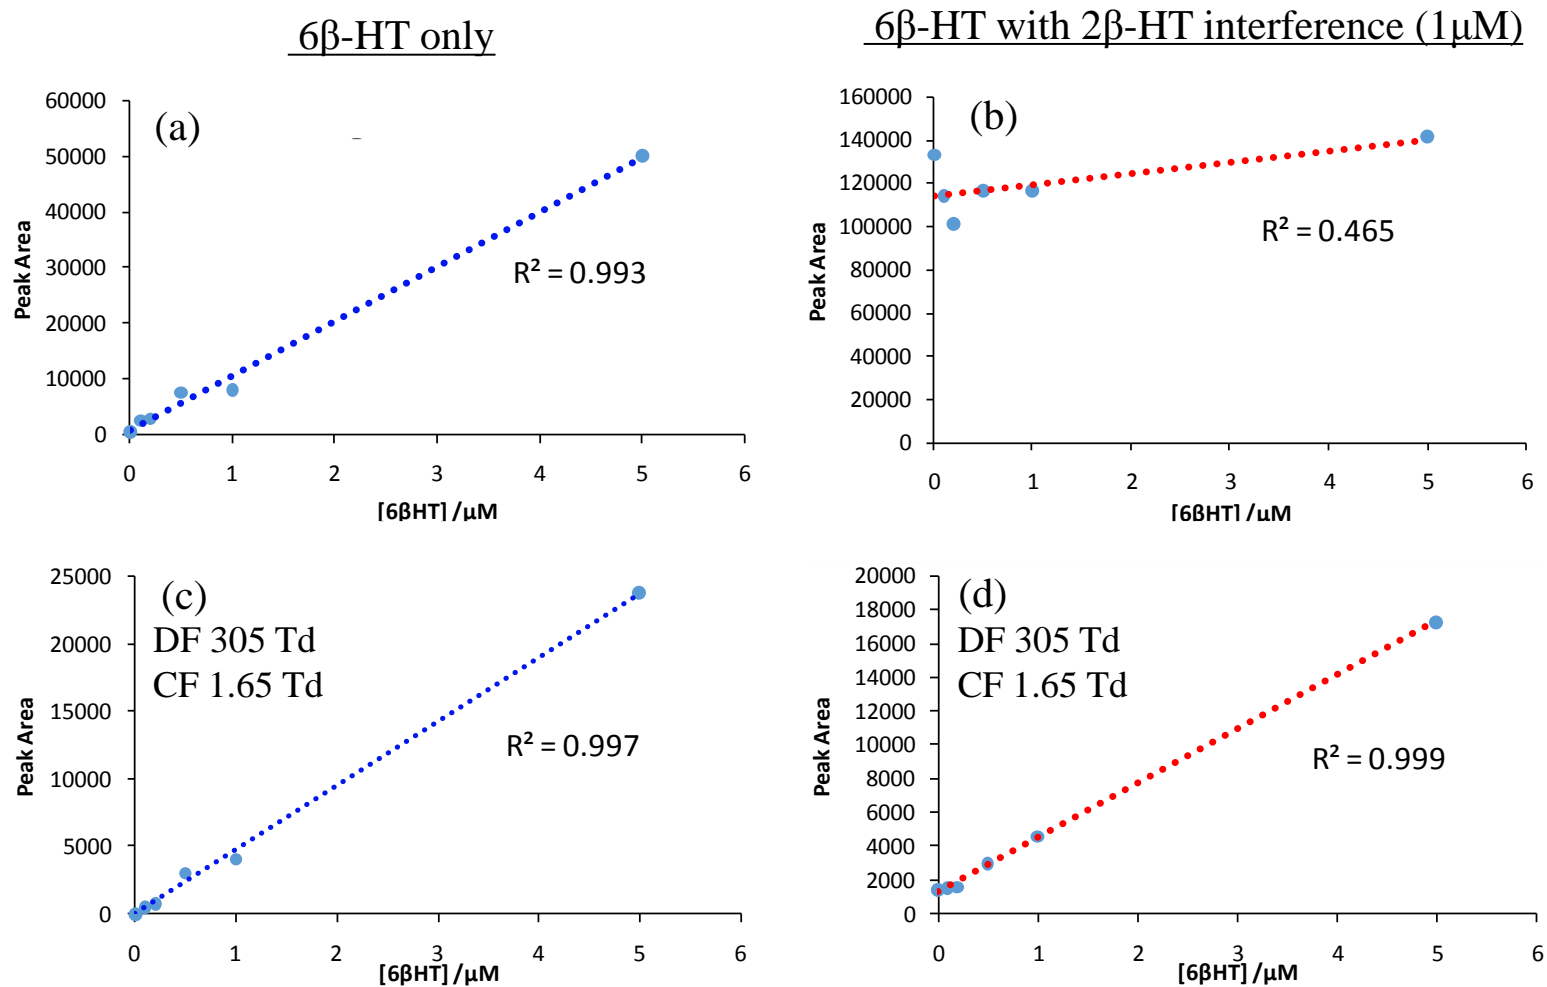 6β-HT only
6β-HT with 2β-HT interference (1μM)
(a)
60000
50000
40000
30000
20000
10000
0
Peak Area
R² = 0.993
0 1 2 3 4 5 6
[6βHT] /μM
(b)
160000
140000
120000
100000
80000
60000
40000
20000
0
Peak Area
R² = 0.465
0 1 2 3 4 5 6
[6βHT] /μM
(c)
DF 305 Td
CF 1.65 Td
25000
20000
15000
10000
5000
0
Peak Area
R² = 0.997
0 1 2 3 4 5 6
[6βHT] /μM
(d)
DF 305 Td
CF 1.65 Td
20000
18000
16000
14000
12000
10000
8000
6000
4000
2000
0
Peak Area
R² = 0.999
0 1 2 3 4 5 6
[6βHT] /μM